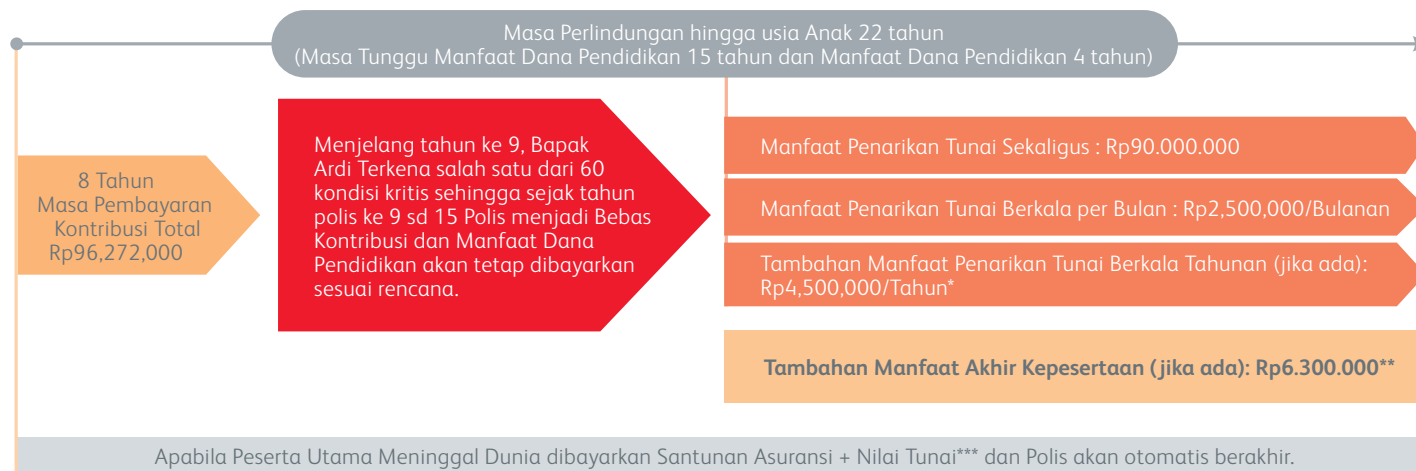 Masa Perlindungan hingga usia Anak 22 tahun
(Masa Tunggu Manfaat Dana Pendidikan 15 tahun dan Manfaat Dana Pendidikan 4 tahun)
8 Tahun
Masa Pembayaran
Kontribusi Total
Rp96,272,000
Menjelang tahun ke 9, Bapak
Ardi Terkena salah satu dari 60
kondisi kritis sehingga sejak tahun
polis ke 9 sd 15 Polis menjadi Bebas
Kontribusi dan Manfaat Dana
Pendidikan akan tetap dibayarkan
sesuai rencana.
Manfaat Penarikan Tunai Sekaligus : Rp90.000.000
Manfaat Penarikan Tunai Berkala per Bulan : Rp2,500,000/Bulanan
Tambahan Manfaat Penarikan Tunai Berkala Tahunan (jika ada):
Rp4,500,000/Tahun*
Tambahan Manfaat Akhir Kepesertaan (jika ada): Rp6.300.000**
Apabila Peserta Utama Meninggal Dunia dibayarkan Santunan Asuransi + Nilai Tunai*** dan Polis akan otomatis berakhir.